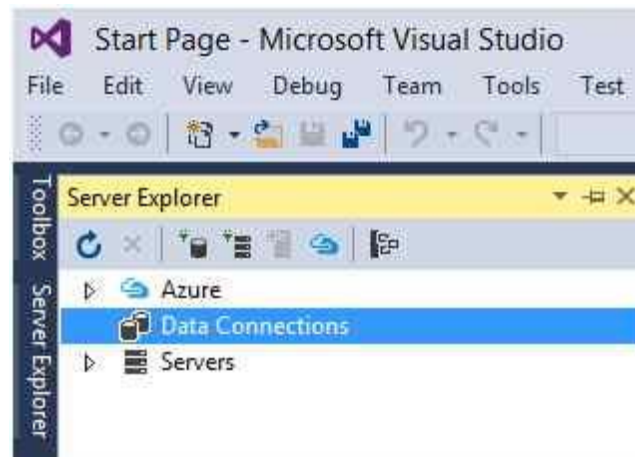 Start Page - Microsoft Visual Studio
File Edit View Debug Team Tools Test
Toolbox
Server Explorer
Server Explorer
Azure
Data Connections
Servers